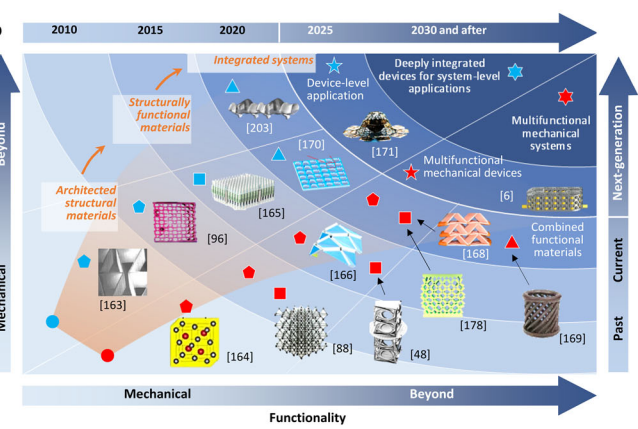 2010 2015 2020 2025 2030 and after
Integrated systems
Deeply integrated
devices for system-level
applications
Device-level
application
Structurally
functional
materials
[203]
Multifunctional
mechanical
systems
[170]
[171]
Multifunctional
mechanical devices
Architected
structural
materials
[165]
[6]
[96]
Combined
functional
materials
[168]
[166]
[163]
[178]
[169]
[164]
[88]
[48]
Beyond
Mechanical
Next-generation
Current
Past
Mechanical Beyond
Functionality